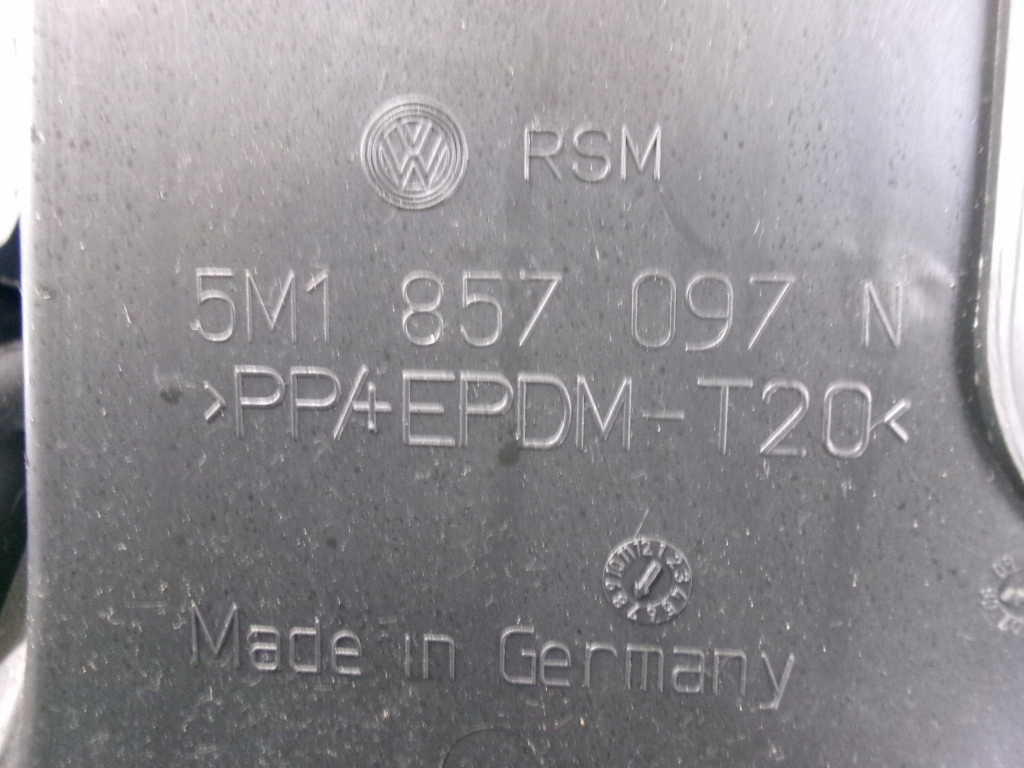 RSM
5M1 857 097 N
>PP/+EPDM-T20<
Made in Germany